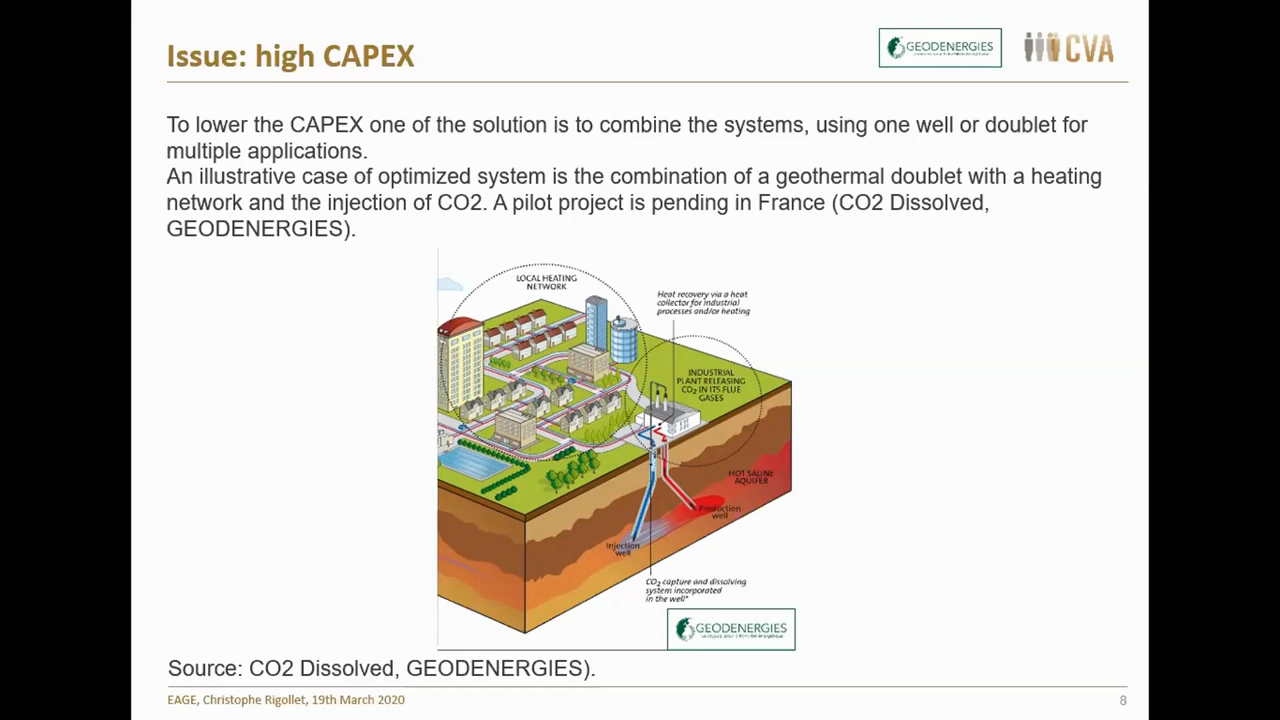 Issue: high CAPEX
GEODENERGIES
CVA
To lower the CAPEX one of the solution is to combine the systems, using one well or doublet for
multiple applications.
An illustrative case of optimized system is the combination of a geothermal doublet with a heating
network and the injection of CO2. A pilot project is pending in France (CO2 Dissolved,
GEODENERGIES).
LOCAL HEATING
NETWORK
Heat recovery via a heat
collector for industrial
processes and/or heating
INDUSTRIAL
PLANT RELEASING
CO2 IN ITS FLUE
GASES
HOT SALINE
AQUIFER
Production
well
Injection
well
CO2 capture and dissolving
system incorporated
in the well*
GEODENERGIES
Source: CO2 Dissolved, GEODENERGIES).
EAGE, Christophe Rigollet, 19th March 2020
8